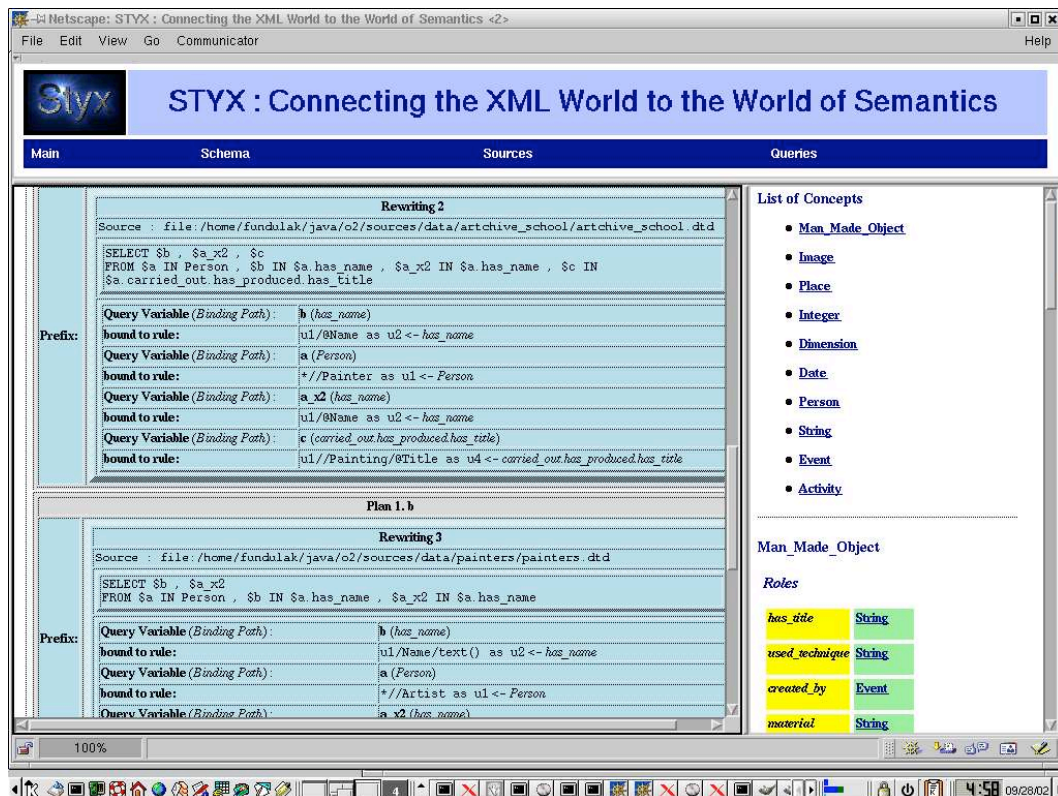 Netscape: STYX : Connecting the XML World to the World of Semantics <2>
File Edit View Go Communicator Help
Styx
STYX : Connecting the XML World to the World of Semantics
Main Schema Sources Queries
Rewriting 2
Source : file:/home/fundulak/java/o2/sources/data/artchive_school/artchive_school.dtd
SELECT $b , $a_x2 , $c
FROM $a IN Person , $b IN $a.has_name , $a_x2 IN $a.has_name , $c IN
$a.carried_out.has_produced.has_title
Prefix:
Query Variable (Binding Path) : b (has_name)
bound to rule: u1/@Name as u2 <- has_name
Query Variable (Binding Path) : a (Person)
bound to rule: *//Painter as u1 <- Person
Query Variable (Binding Path) : a_x2 (has_name)
bound to rule: u1/@Name as u2 <- has_name
Query Variable (Binding Path) : c (carried_out.has_produced.has_title)
bound to rule: u1//Painting/@Title as u4 <- carried_out.has_produced.has_title
Plan 1. b
Rewriting 3
Source : file:/home/fundulak/java/o2/sources/data/painters/painters.dtd
SELECT $b , $a_x2
FROM $a IN Person , $b IN $a.has_name , $a_x2 IN $a.has_name
Prefix:
Query Variable (Binding Path) : b (has_name)
bound to rule: u1/Name/text() as u2 <- has_name
Query Variable (Binding Path) : a (Person)
bound to rule: *//Artist as u1 <- Person
Query Variable (Binding Path) : a_x2 (has_name)
List of Concepts
Man_Made_Object
Image
Place
Integer
Dimension
Date
Person
String
Event
Activity
Man_Made_Object
Roles
has_title String
used_technique String
created_by Event
material String
100%
4
4:58 09/28/02